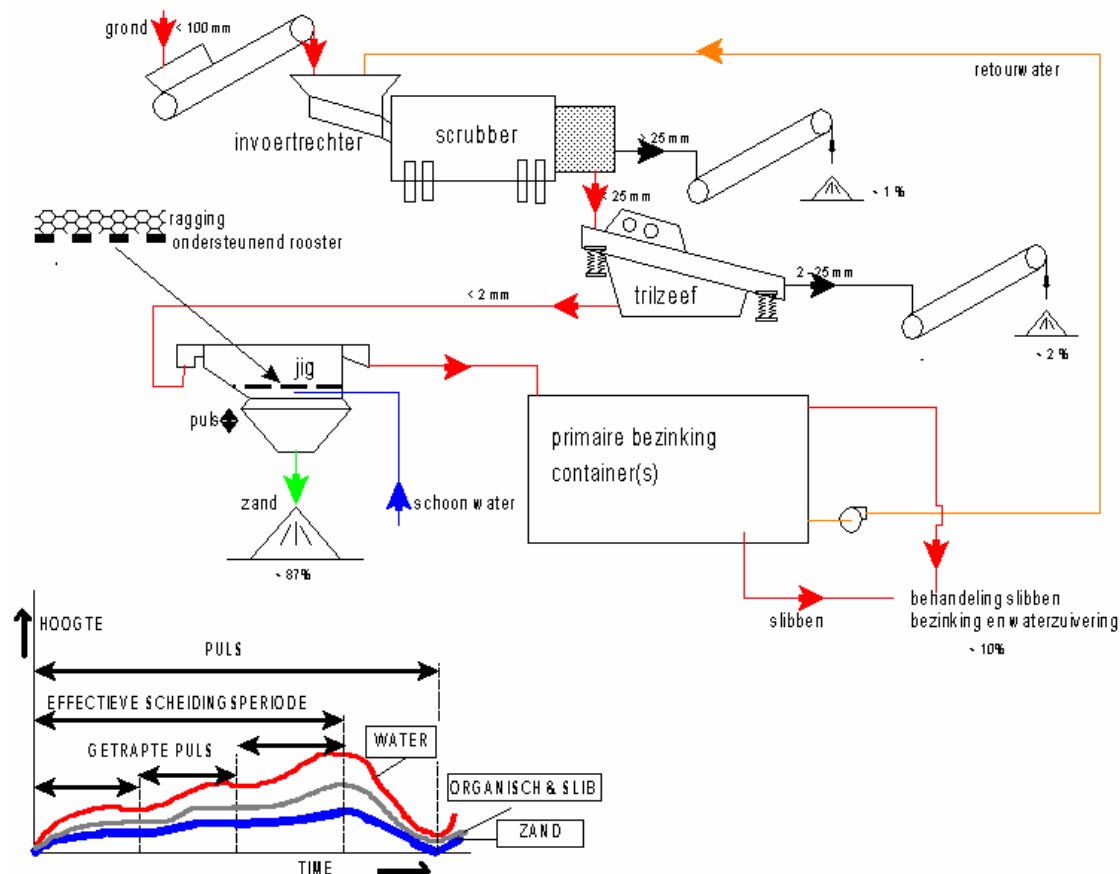 grond
< 100 mm
retourwater
invoertrechter
scrubber
> 25 mm
~ 1 %
< 25 mm
ragging
ondersteunend rooster
2 - 25 mm
trilzeef
< 2 mm
~ 2 %
jig
puls
primaire bezinking
container(s)
zand
schoon water
~ 87%
slibben
behandeling slibben
bezinking en waterzuivering
~ 10%
HOOGTE
PULS
EFFECTIEVE SCHEIDINGSPERIODE
GETRAPTE PULS
WATER
ORGANISCH & SLIB
ZAND
TIME